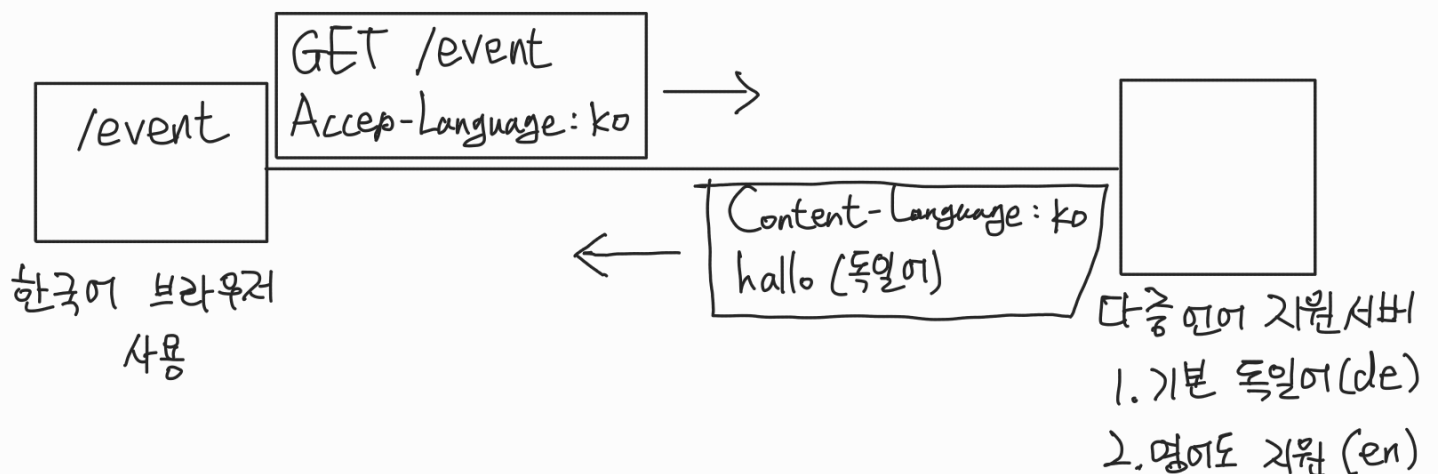 /event
GET /event
Accep-Language: ko
Content-Language: ko
hallo (독일어)
한국어 브라우저
사용
다중언어 지원서버
1. 기본 독일어(de)
2. 영어도 지원 (en)